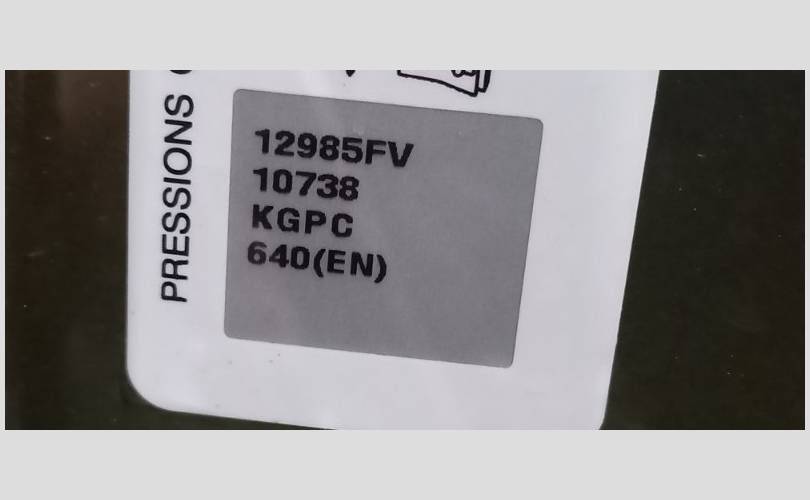 PRESSIONS
12985FV
10738
KGPC
640(EN)